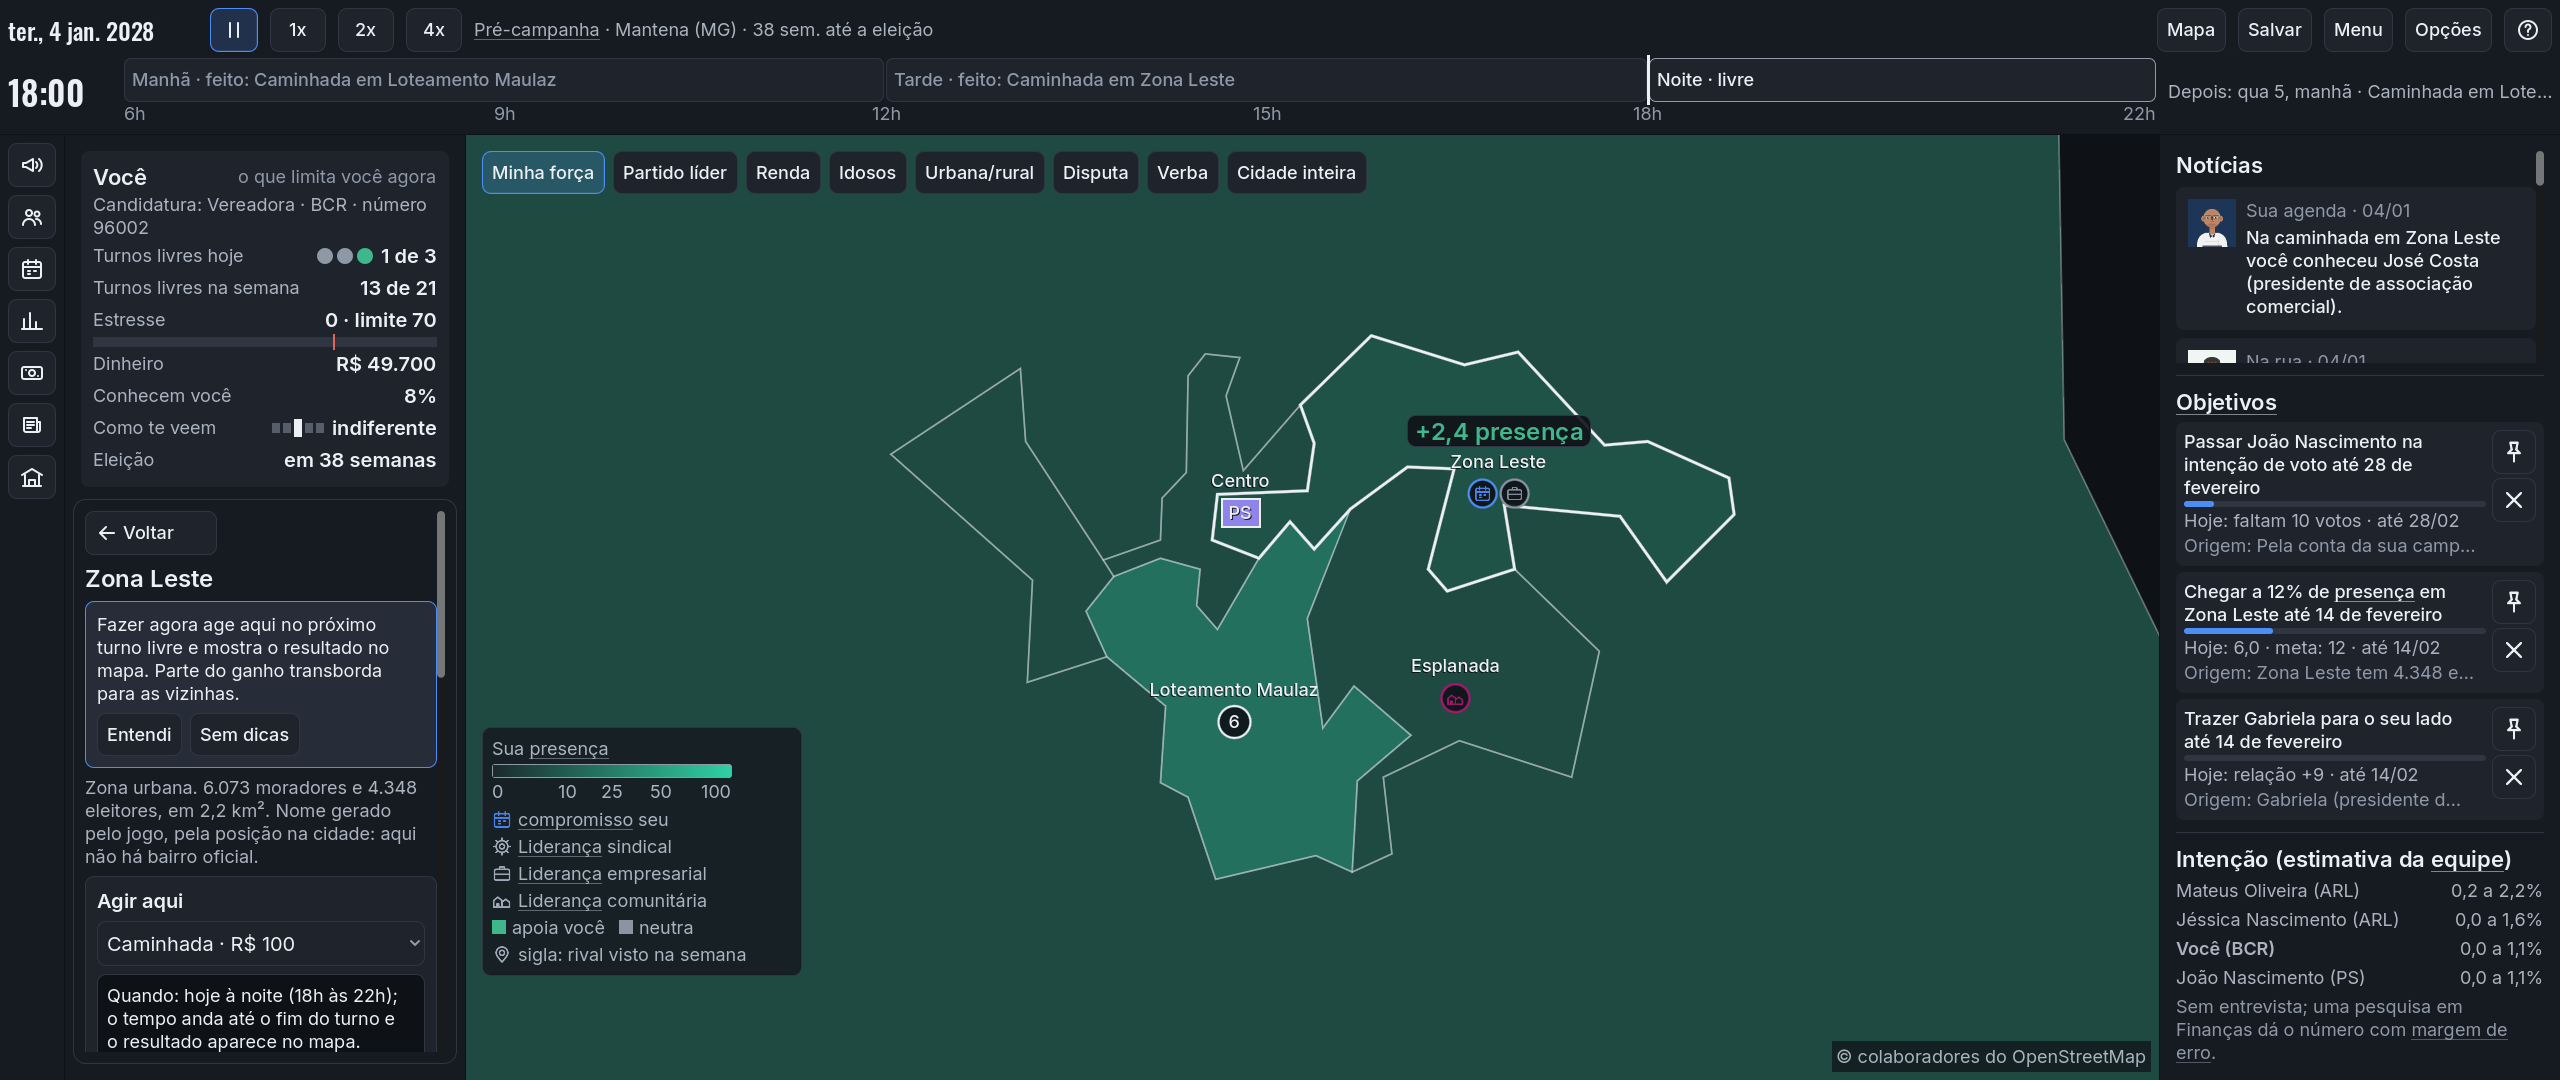 ter., 4 jan. 2028
1x
2x
4x
Pré-campanha · Mantena (MG) · 38 sem. até a eleição
Mapa
Salvar
Menu
Opções
18:00
Manhã · feito: Caminhada em Loteamento Maulaz
Tarde · feito: Caminhada em Zona Leste
Noite · livre
Depois: qua 5, manhã · Caminhada em Lote...
6h
9h
12h
15h
18h
22h
Você
o que limita você agora
Candidatura: Vereadora · BCR · número
96002
Turnos livres hoje
1 de 3
Turnos livres na semana
13 de 21
Estresse
0 · limite 70
Dinheiro
R$ 49.700
Conhecem você
8%
Como te veem
indiferente
Eleição
em 38 semanas
Voltar
Zona Leste
Fazer agora age aqui no próximo
turno livre e mostra o resultado no
mapa. Parte do ganho transborda
para as vizinhas.
Entendi
Sem dicas
Zona urbana. 6.073 moradores e 4.348
eleitores, em 2,2 km². Nome gerado
pelo jogo, pela posição na cidade: aqui
não há bairro oficial.
Agir aqui
Caminhada · R$ 100
Quando: hoje à noite (18h às 22h);
o tempo anda até o fim do turno e
o resultado aparece no mapa.
Minha força
Partido líder
Renda
Idosos
Urbana/rural
Disputa
Verba
Cidade inteira
+2,4 presença
Zona Leste
Centro
PS
Esplanada
Loteamento Maulaz
6
Sua presença
0
10
25
50
100
compromisso seu
Liderança sindical
Liderança empresarial
Liderança comunitária
apoia você
neutra
sigla: rival visto na semana
© colaboradores do OpenStreetMap
Notícias
Sua agenda · 04/01
Na caminhada em Zona Leste
você conheceu José Costa
(presidente de associação
comercial).
Na rua · 04/01
Objetivos
Passar João Nascimento na
intenção de voto até 28 de
fevereiro
Hoje: faltam 10 votos · até 28/02
Origem: Pela conta da sua camp...
Chegar a 12% de presença em
Zona Leste até 14 de fevereiro
Hoje: 6,0 · meta: 12 · até 14/02
Origem: Zona Leste tem 4.348 e...
Trazer Gabriela para o seu lado
até 14 de fevereiro
Hoje: relação +9 · até 14/02
Origem: Gabriela (presidente d...
Intenção (estimativa da equipe)
Mateus Oliveira (ARL)
0,2 a 2,2%
Jéssica Nascimento (ARL)
0,0 a 1,6%
Você (BCR)
0,0 a 1,1%
João Nascimento (PS)
0,0 a 1,1%
Sem entrevista; uma pesquisa em
Finanças dá o número com margem de
erro.